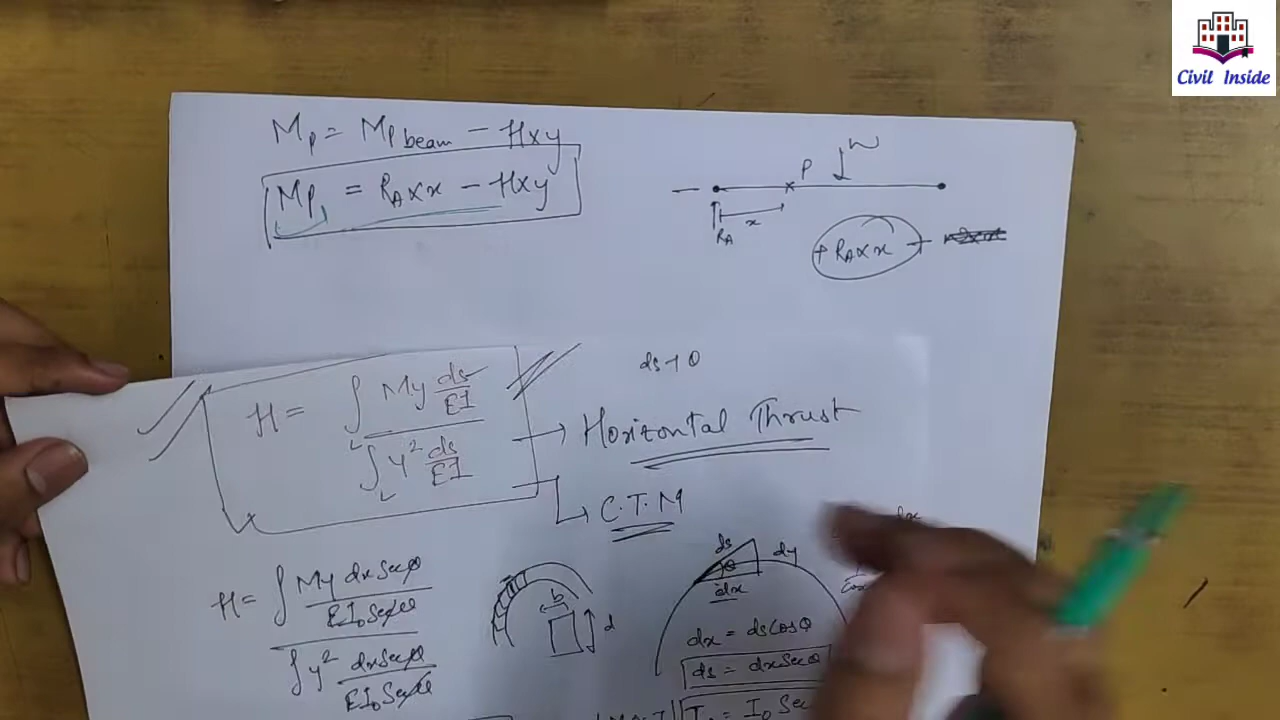 Civil Inside
Mp = Mp beam - H×y
Mp = RA×x - H×y
P
W
x
RA
+ RA×x -
H = ∫ My ds/EI
∫ y² ds/EI
L
L
ds → θ
Horizontal Thrust
C.T.M
H = ∫ My dx Secθ
EI₀ Secθ
∫ y² dx Secθ
EI₀ Secθ
b
d
ds
dy
θ
dx
dx
dx = ds Cosθ
ds = dx Secθ
= I₀ Sec